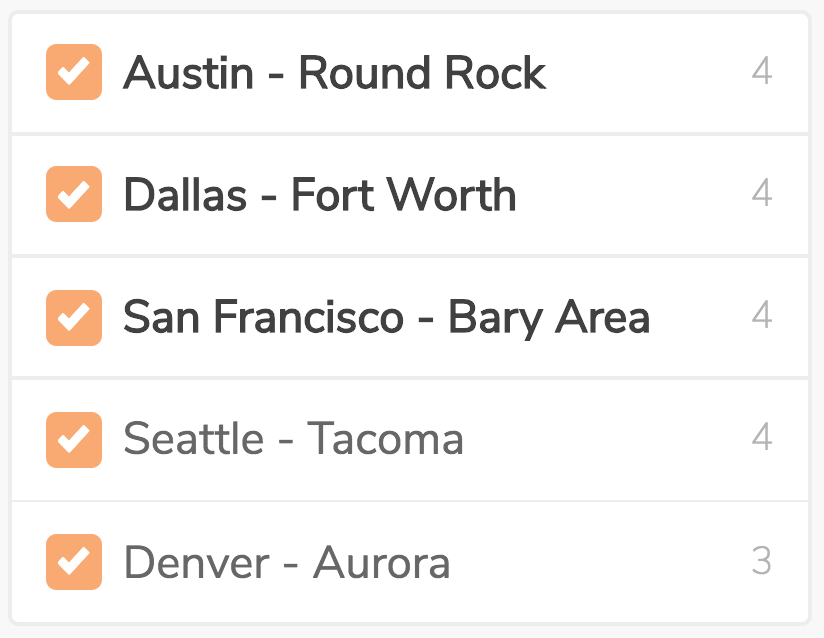 Austin - Round Rock 4
Dallas - Fort Worth 4
San Francisco - Bary Area 4
Seattle - Tacoma 4
Denver - Aurora 3